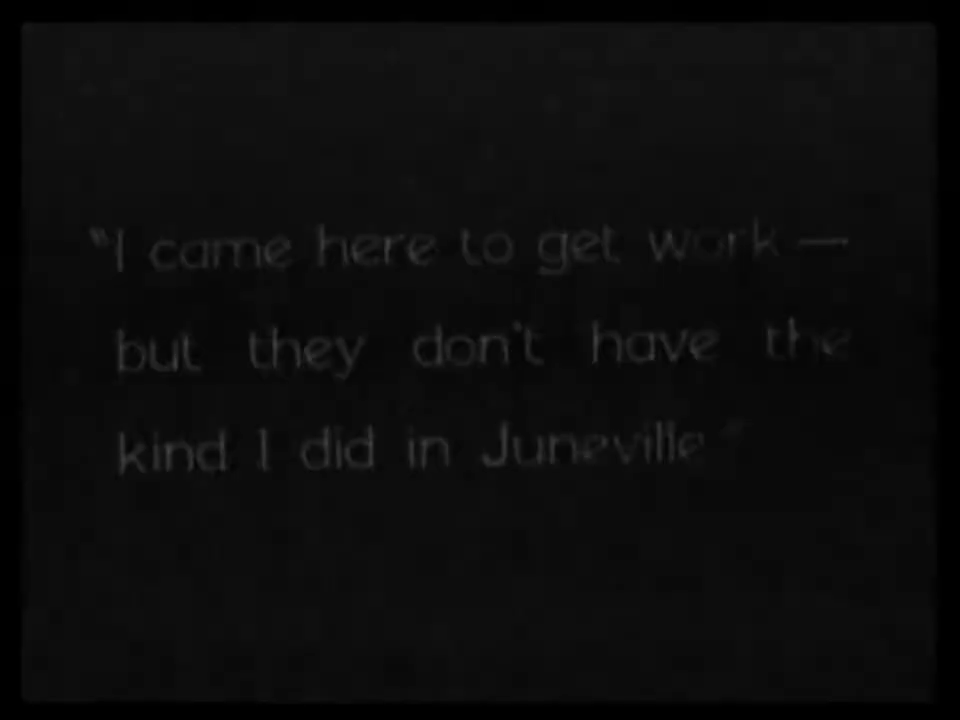 "I came here to get work —
but they don't have the
kind I did in Juneville"